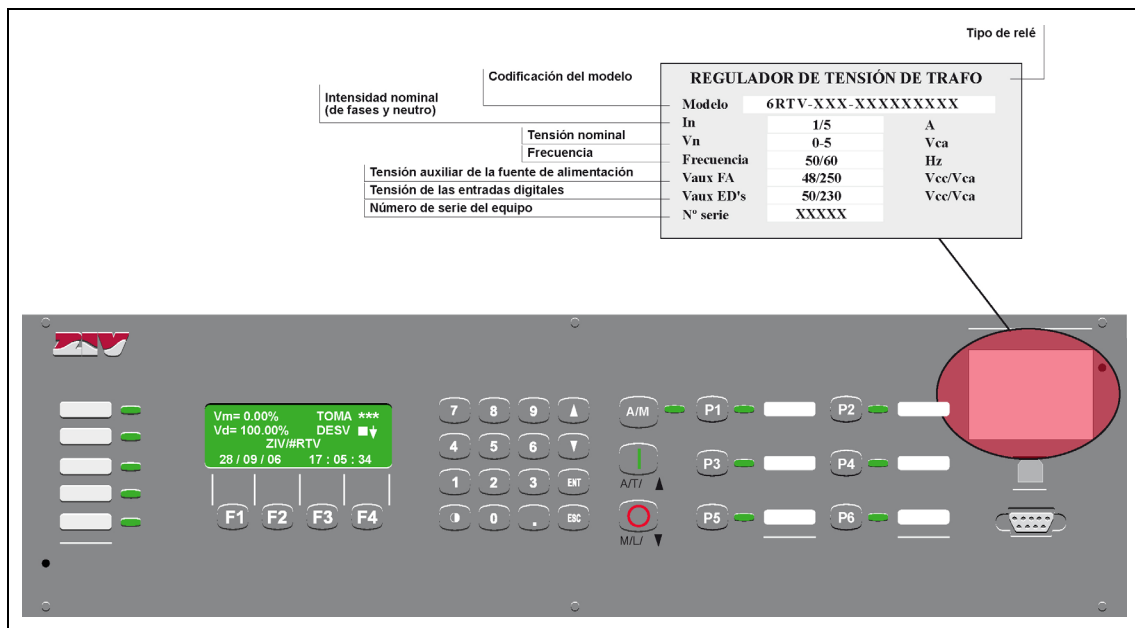 Tipo de relé
Codificación del modelo
Intensidad nominal
(de fases y neutro)
Tensión nominal
Frecuencia
Tensión auxiliar de la fuente de alimentación
Tensión de las entradas digitales
Número de serie del equipo
REGULADOR DE TENSIÓN DE TRAFO
Modelo 6RTV-XXX-XXXXXXXXX
In 1/5 A
Vn 0-5 Vca
Frecuencia 50/60 Hz
Vaux FA 48/250 Vcc/Vca
Vaux ED's 50/230 Vcc/Vca
Nº serie XXXXX
ZIV
Vm= 0.00% TOMA ***
Vd= 100.00% DESV
ZIV/#RTV
28 / 09 / 06 17 : 05 : 34
F1 F2 F3 F4
7 8 9
4 5 6
1 2 3 ENT
0 . ESC
A/M P1 P2
A/T/ P3 P4
M/L/ P5 P6